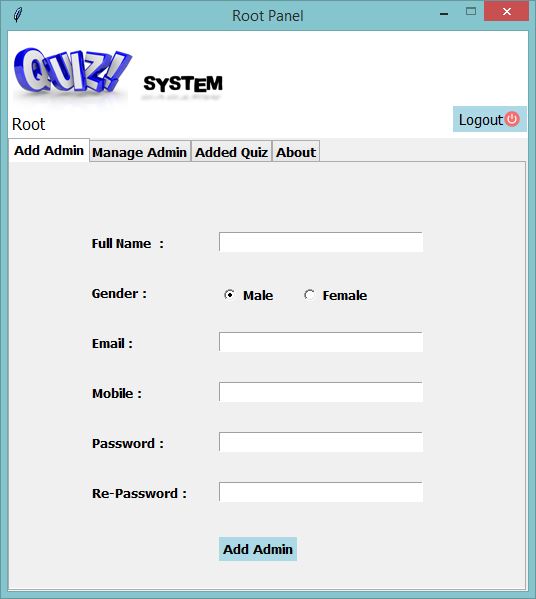 Root Panel
QUIZ! SYSTEM
Root
Logout
Add Admin Manage Admin Added Quiz About
Full Name :
Gender : Male Female
Email :
Mobile :
Password :
Re-Password :
Add Admin